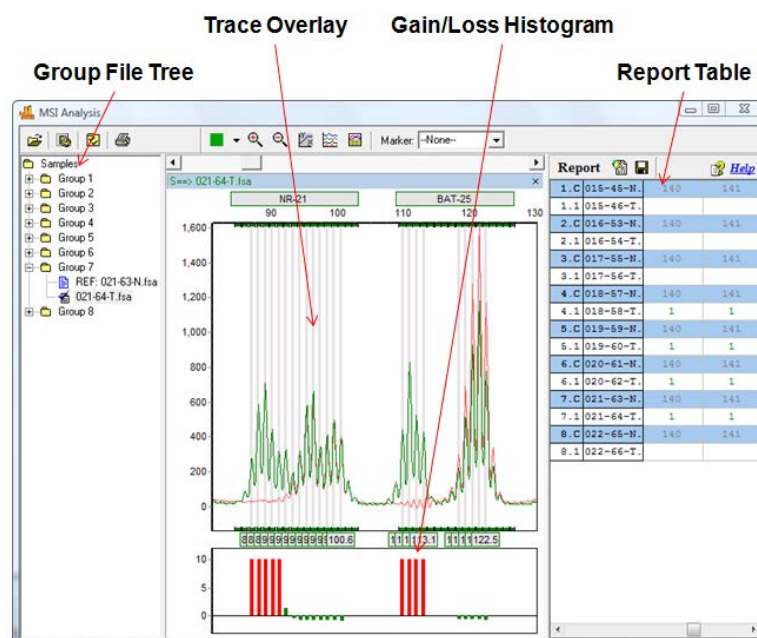 Trace Overlay
Gain/Loss Histogram
Group File Tree
Report Table
MSI Analysis
Marker: --None--
Samples
Group 1
Group 2
Group 3
Group 4
Group 5
Group 6
Group 7
REF: 021-63-N.fsa
021-64-T.fsa
Group 8
S==> 021-64-T.fsa
NR-21 BAT-25
90 100 110 120 130
1,600
1,400
1,200
1,000
800
600
400
200
0
100.6 113.1 122.5
10
5
0
Report Help
1.C 015-45-N. 140 141
1.1 015-46-T.
2.C 016-53-N. 140 141
2.1 016-54-T.
3.C 017-55-N. 140 141
3.1 017-56-T.
4.C 018-57-N. 140 141
4.1 018-58-T. 1 1
5.C 019-59-N. 140 141
5.1 019-60-T. 1 1
6.C 020-61-N. 140 141
6.1 020-62-T. 1 1
7.C 021-63-N. 140 141
7.1 021-64-T. 1 1
8.C 022-65-N. 140 141
8.1 022-66-T.